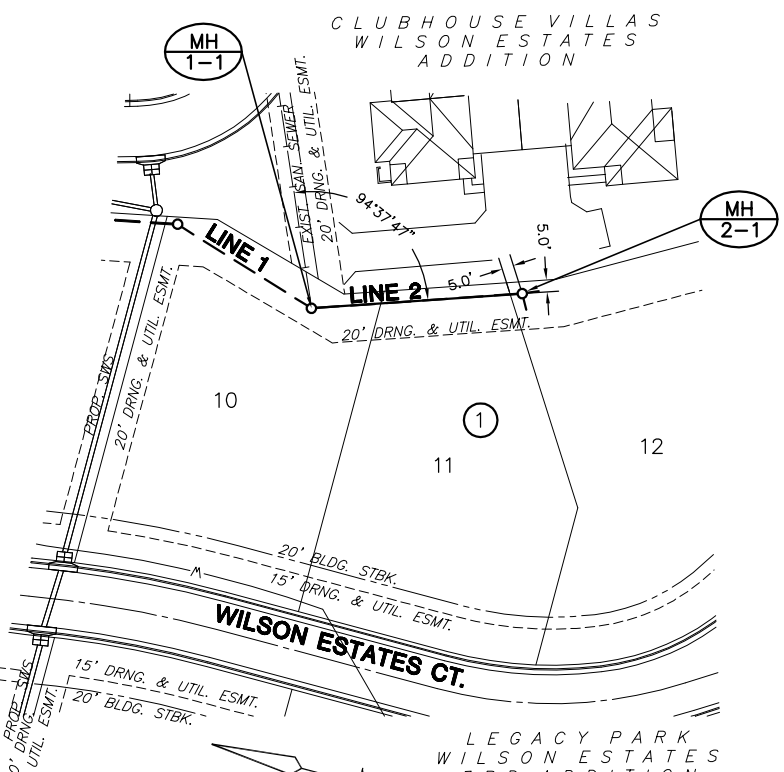 CLUBHOUSE VILLAS
WILSON ESTATES
ADDITION
MH
1-1
EXIST. SAN. SEWER
20' DRNG. & UTIL. ESMT.
94°37'47"
MH
2-1
5.0'
5.0'
LINE 1
LINE 2
20' DRNG. & UTIL. ESMT.
PROP. SWS
20' DRNG. & UTIL. ESMT.
10
1
11
12
20' BLDG. STBK.
15' DRNG. & UTIL. ESMT.
W
WILSON ESTATES CT.
15' DRNG. & UTIL. ESMT.
20' BLDG. STBK.
PROP. SWS
DRNG.
UTIL. ESMT.
LEGACY PARK
WILSON ESTATES
ADDITION